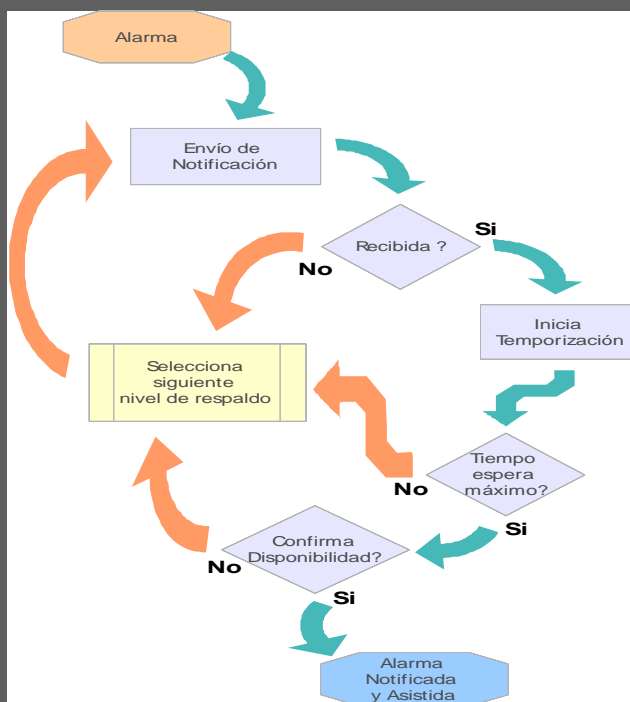 Alarma
Envío de
Notificación
Recibida ?
Si
No
Inicia
Temporización
Selecciona
siguiente
nivel de respaldo
Tiempo
espera
máximo?
No
Si
Confirma
Disponibilidad?
No
Si
Alarma
Notificada
y Asistida